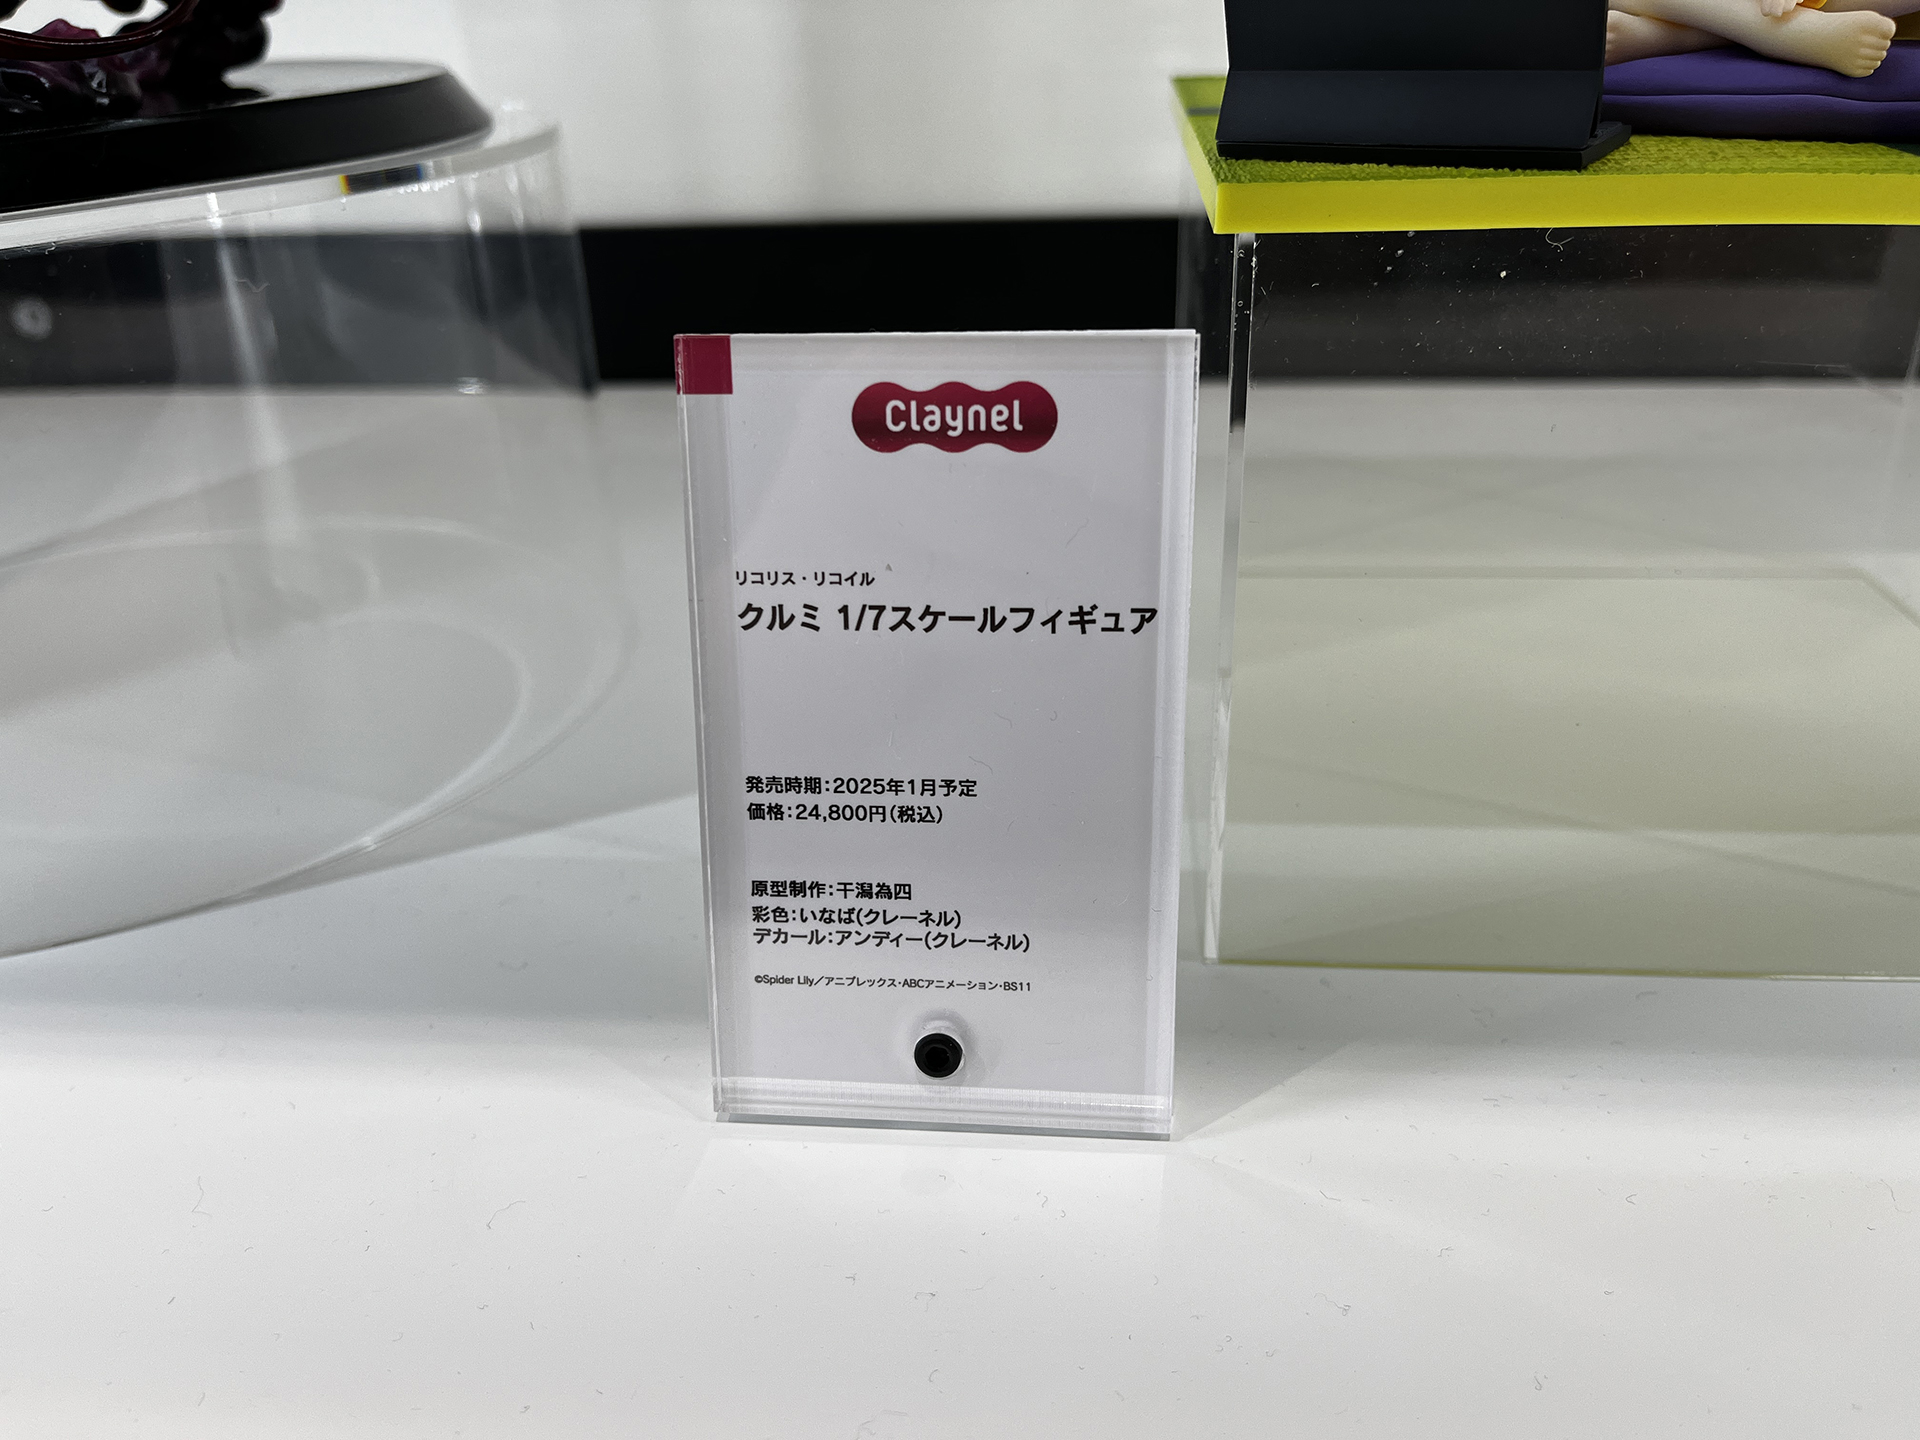 Claynel
リコリス・リコイル
クルミ 1/7スケールフィギュア
発売時期：2025年1月予定
価格：24,800円（税込）
原型制作：干潟為四
彩色：いなば(クレーネル)
デカール：アンディー(クレーネル)
©Spider Lily／アニプレックス・ABCアニメーション・BS11